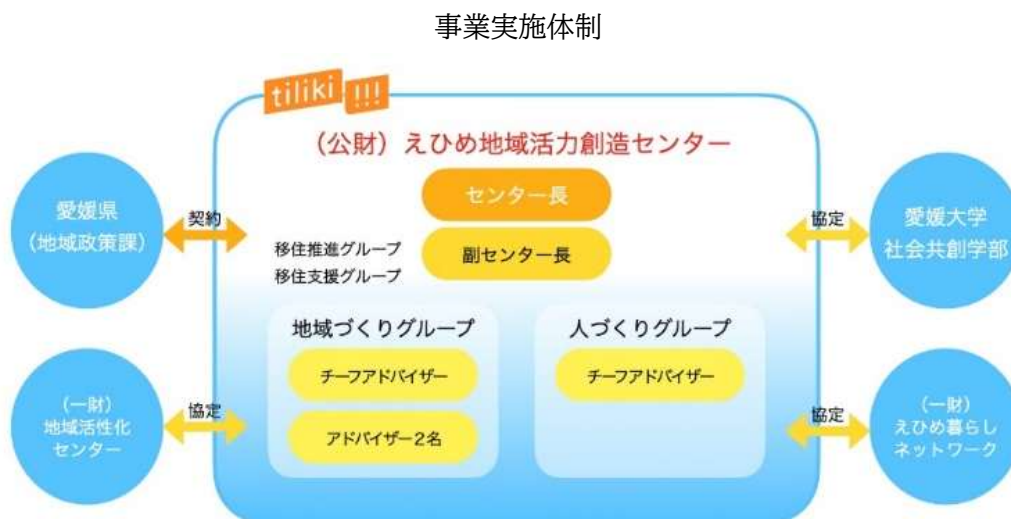 事業実施体制
tiliki !!!
（公財）えひめ地域活力創造センター
センター長
愛媛県
（地域政策課）
契約
移住推進グループ
移住支援グループ
副センター長
協定
愛媛大学
社会共創学部
地域づくりグループ
チーフアドバイザー
アドバイザー２名
人づくりグループ
チーフアドバイザー
（一財）
地域活性化
センター
協定
協定
（一財）
えひめ暮らし
ネットワーク